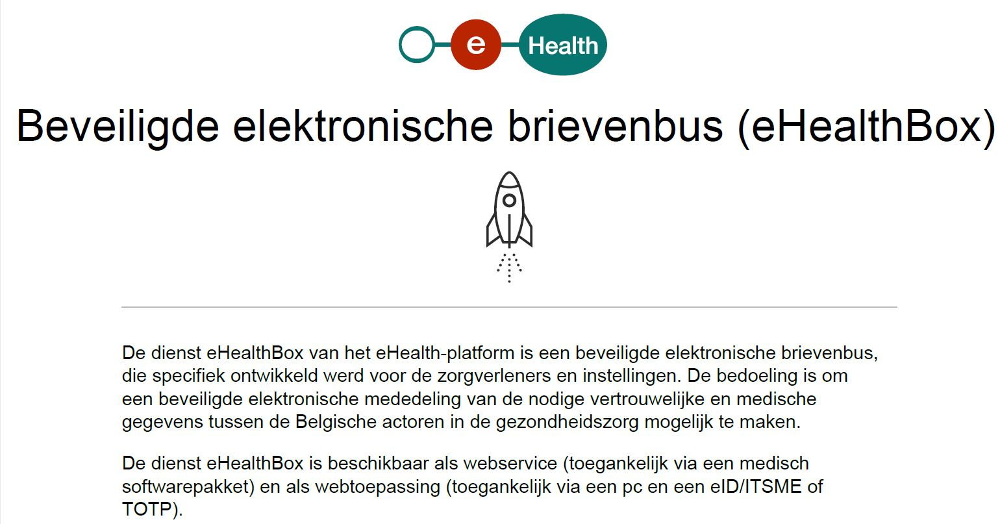 e Health
Beveiligde elektronische brievenbus (eHealthBox)
De dienst eHealthBox van het eHealth-platform is een beveiligde elektronische brievenbus,
die specifiek ontwikkeld werd voor de zorgverleners en instellingen. De bedoeling is om
een beveiligde elektronische mededeling van de nodige vertrouwelijke en medische
gegevens tussen de Belgische actoren in de gezondheidszorg mogelijk te maken.
De dienst eHealthBox is beschikbaar als webservice (toegankelijk via een medisch
softwarepakket) en als webtoepassing (toegankelijk via een pc en een eID/ITSME of
TOTP).